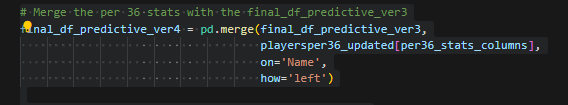 # Merge the per 36 stats with the final_df_predictive_ver3
final_df_predictive_ver4 = pd.merge(final_df_predictive_ver3,
playersper36_updated[per36_stats_columns],
on='Name',
how='left')